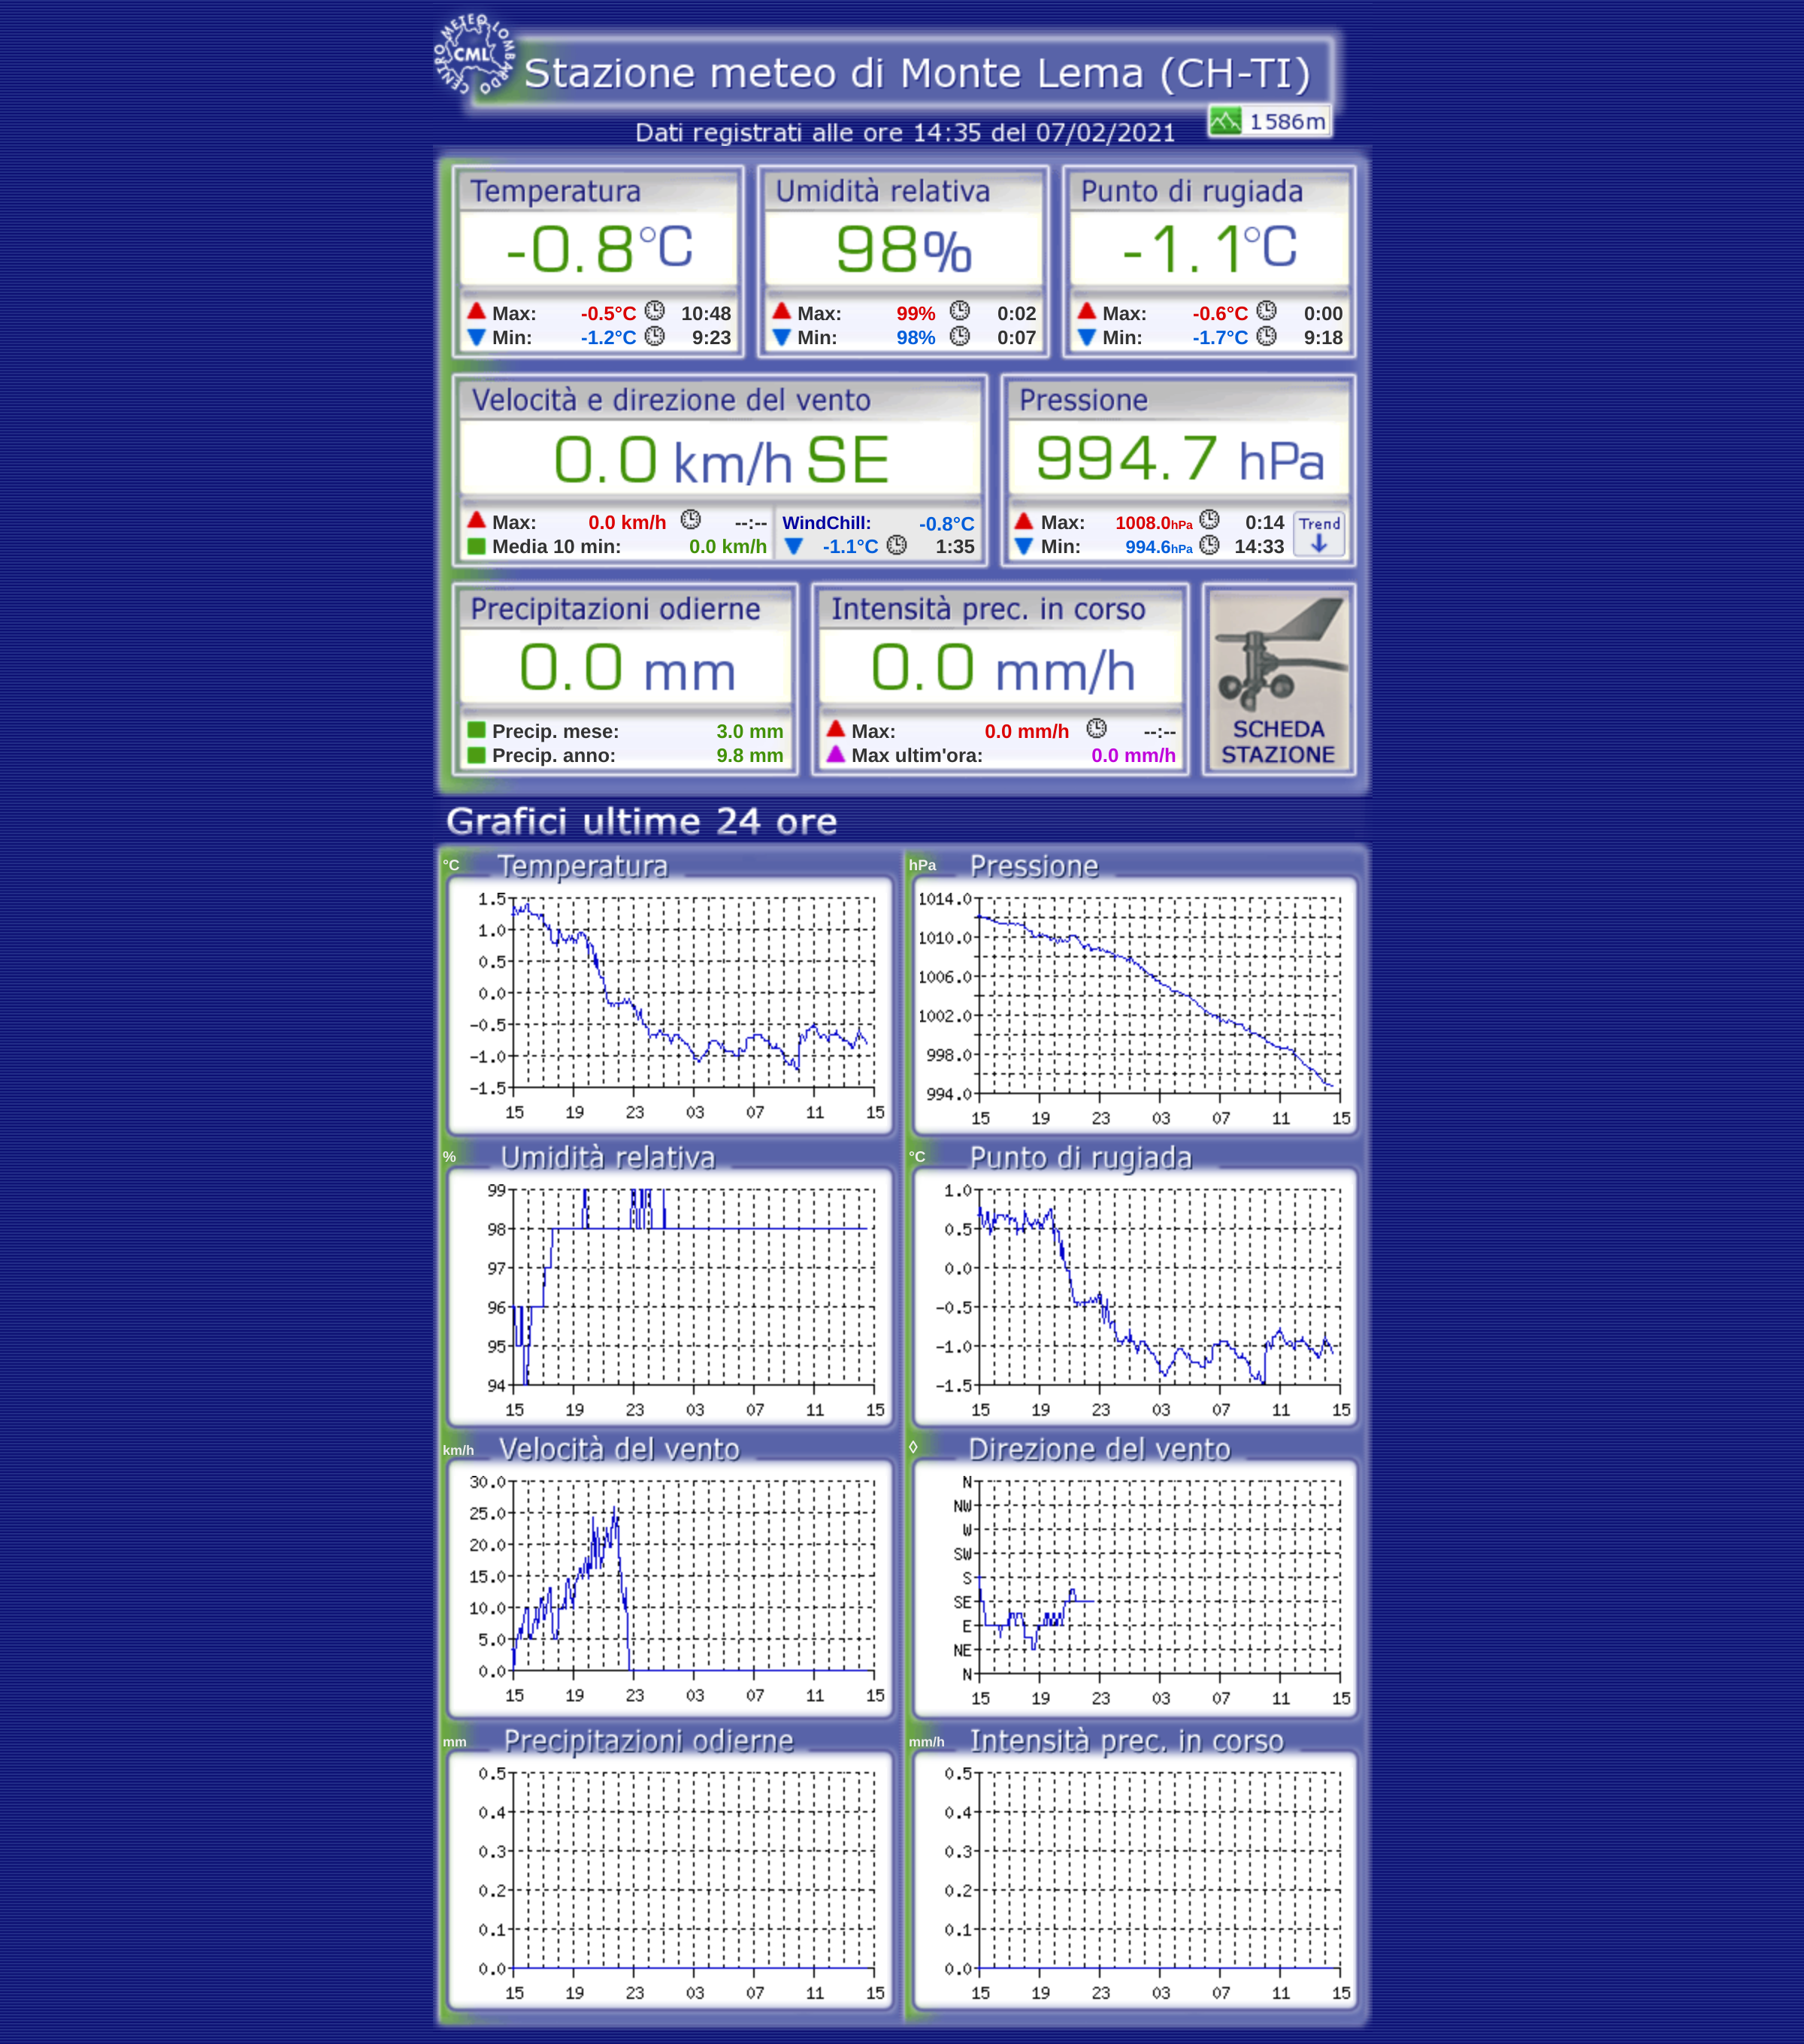 CENTRO METEO LOMBARDO
CML
Stazione meteo di Monte Lema (CH-TI)
1586m
Dati registrati alle ore 14:35 del 07/02/2021
Temperatura
-0.8°C
Max: -0.5°C 10:48
Min: -1.2°C 9:23
Umidità relativa
98%
Max: 99% 0:02
Min: 98% 0:07
Punto di rugiada
-1.1°C
Max: -0.6°C 0:00
Min: -1.7°C 9:18
Velocità e direzione del vento
0.0 km/h SE
Max: 0.0 km/h --:--
Media 10 min: 0.0 km/h
WindChill: -0.8°C
-1.1°C 1:35
Pressione
994.7 hPa
Max: 1008.0hPa 0:14
Min: 994.6hPa 14:33
Trend
Precipitazioni odierne
0.0 mm
Precip. mese: 3.0 mm
Precip. anno: 9.8 mm
Intensità prec. in corso
0.0 mm/h
Max: 0.0 mm/h --:--
Max ultim'ora: 0.0 mm/h
SCHEDA
STAZIONE
Grafici ultime 24 ore
°C Temperatura
1.5
1.0
0.5
0.0
-0.5
-1.0
-1.5
15 19 23 03 07 11 15
hPa Pressione
1014.0
1010.0
1006.0
1002.0
998.0
994.0
15 19 23 03 07 11 15
% Umidità relativa
99
98
97
96
95
94
15 19 23 03 07 11 15
°C Punto di rugiada
1.0
0.5
0.0
-0.5
-1.0
-1.5
15 19 23 03 07 11 15
km/h Velocità del vento
30.0
25.0
20.0
15.0
10.0
5.0
0.0
15 19 23 03 07 11 15
◊ Direzione del vento
N
NW
W
SW
S
SE
E
NE
N
15 19 23 03 07 11 15
mm Precipitazioni odierne
0.5
0.4
0.3
0.2
0.1
0.0
15 19 23 03 07 11 15
mm/h Intensità prec. in corso
0.5
0.4
0.3
0.2
0.1
0.0
15 19 23 03 07 11 15